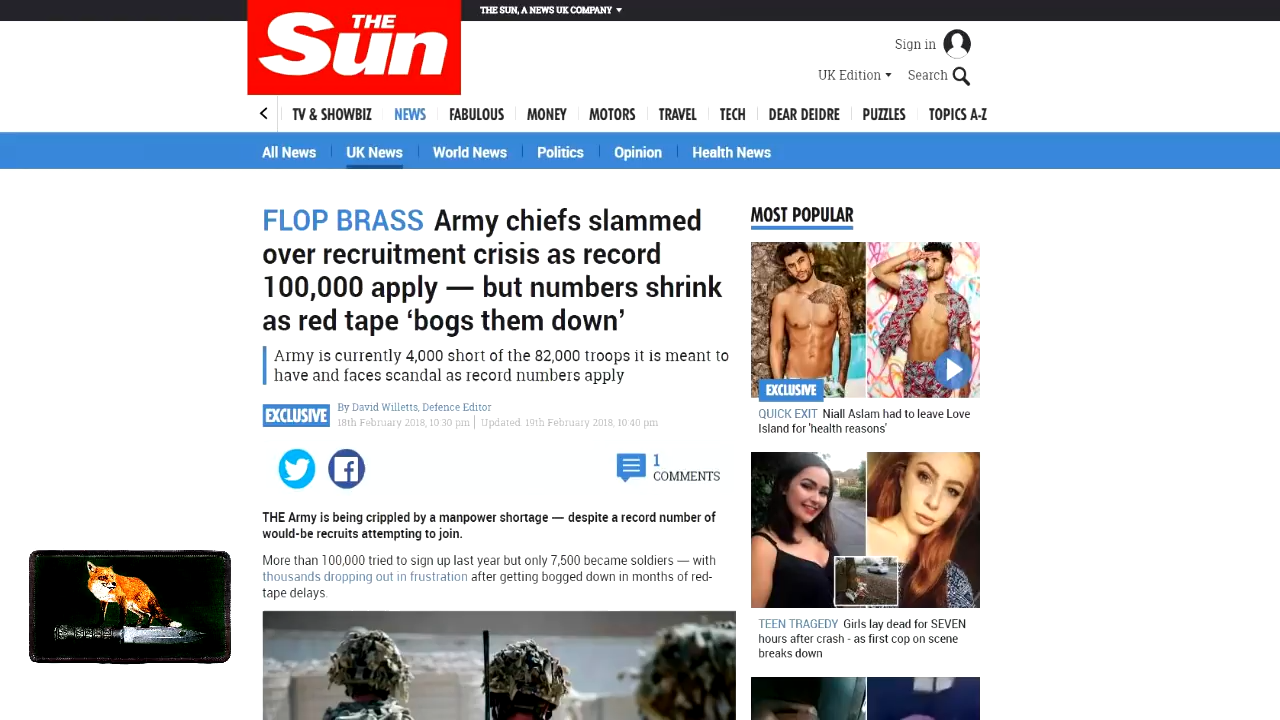 THE SUN, A NEWS UK COMPANY
THE
Sun
Sign in
UK Edition
Search
TV & SHOWBIZ
NEWS
FABULOUS
MONEY
MOTORS
TRAVEL
TECH
DEAR DEIDRE
PUZZLES
TOPICS A-Z
All News
UK News
World News
Politics
Opinion
Health News
FLOP BRASS Army chiefs slammed
over recruitment crisis as record
100,000 apply — but numbers shrink
as red tape ‘bogs them down’
Army is currently 4,000 short of the 82,000 troops it is meant to
have and faces scandal as record numbers apply
EXCLUSIVE
By David Willetts, Defence Editor
18th February 2018, 10:30 pm
Updated: 19th February 2018, 10:40 pm
1
COMMENTS
THE Army is being crippled by a manpower shortage — despite a record number of
would-be recruits attempting to join.
More than 100,000 tried to sign up last year but only 7,500 became soldiers — with
thousands dropping out in frustration after getting bogged down in months of red-
tape delays.
MOST POPULAR
EXCLUSIVE
QUICK EXIT Niall Aslam had to leave Love
Island for 'health reasons'
TEEN TRAGEDY Girls lay dead for SEVEN
hours after crash - as first cop on scene
breaks down